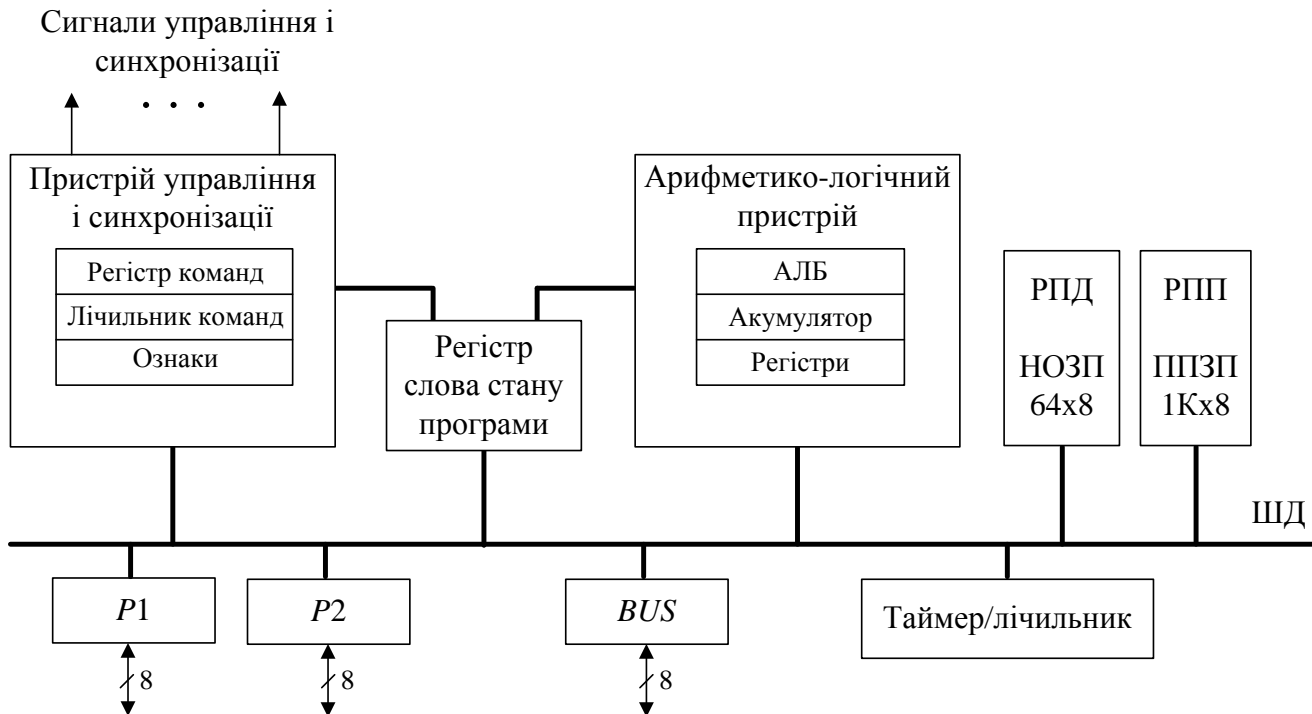 Сигнали управління і
синхронізації
. . .
Пристрій управління
і синхронізації
Регістр команд
Лічильник команд
Ознаки
Регістр
слова стану
програми
Арифметико-логічний
пристрій
АЛБ
Акумулятор
Регістри
РПД
НОЗП
64х8
РПП
ППЗП
1Кх8
ШД
P1
P2
BUS
Таймер/лічильник
8
8
8